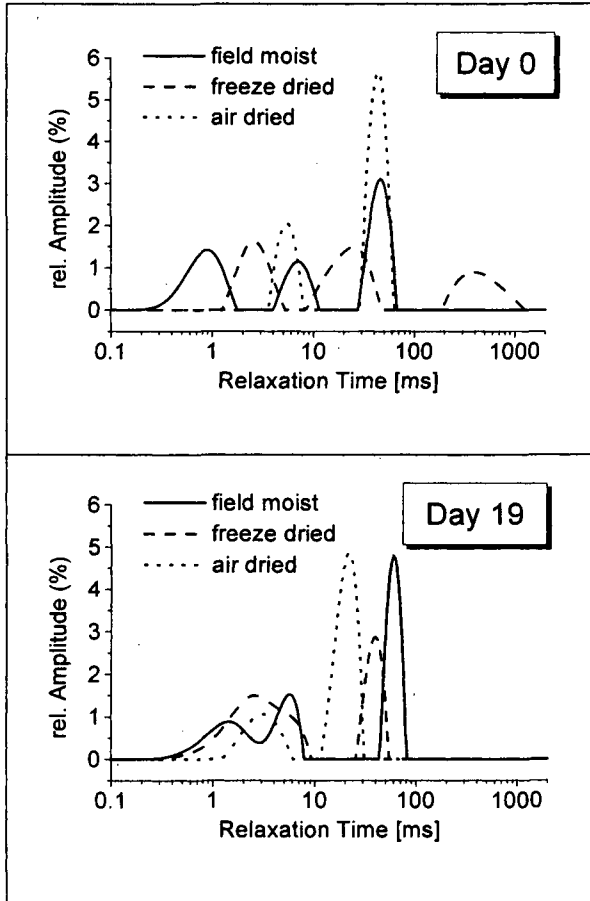 Day 0
field moist
freeze dried
air dried
rel. Amplitude (%)
6
5
4
3
2
1
0
0.1 1 10 100 1000
Relaxation Time [ms]
Day 19
field moist
freeze dried
air dried
rel. Amplitude (%)
6
5
4
3
2
1
0
0.1 1 10 100 1000
Relaxation Time [ms]